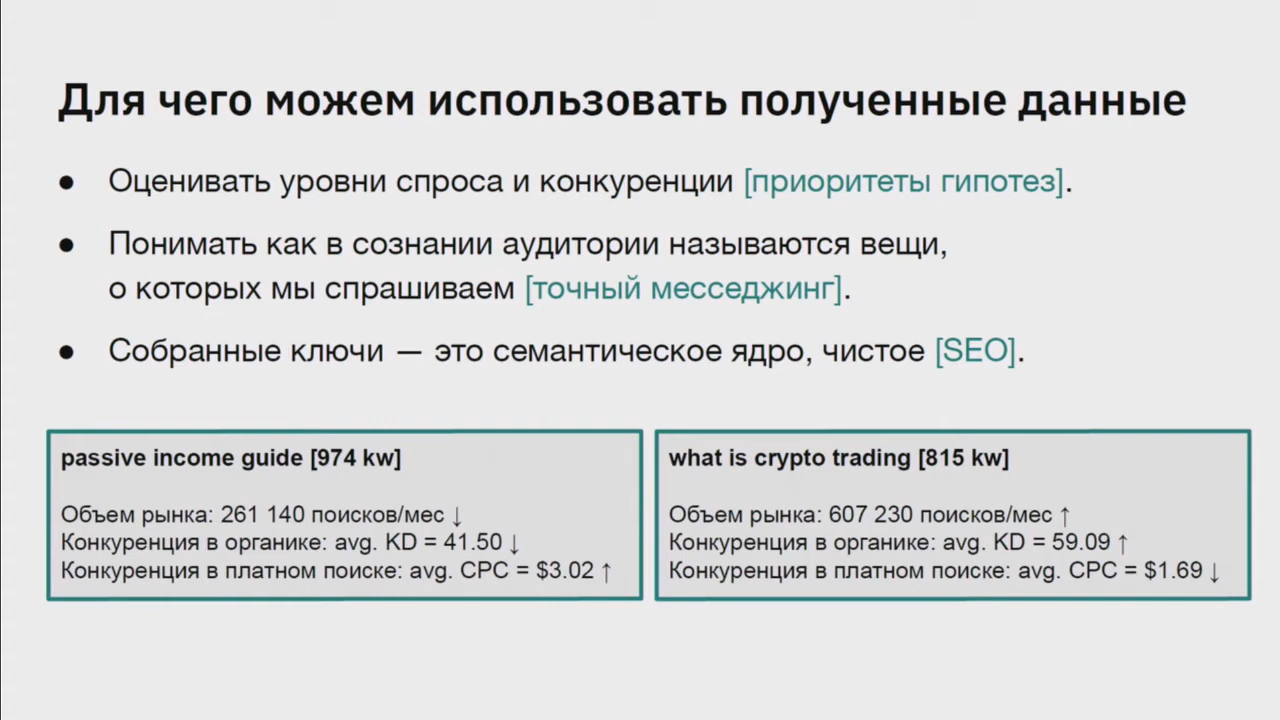 Для чего можем использовать полученные данные
● Оценивать уровни спроса и конкуренции [приоритеты гипотез].
● Понимать как в сознании аудитории называются вещи,
о которых мы спрашиваем [точный месседжинг].
● Собранные ключи — это семантическое ядро, чистое [SEO].
passive income guide [974 kw]
Объем рынка: 261 140 поисков/мес ↓
Конкуренция в органике: avg. KD = 41.50 ↓
Конкуренция в платном поиске: avg. CPC = $3.02 ↑
what is crypto trading [815 kw]
Объем рынка: 607 230 поисков/мес ↑
Конкуренция в органике: avg. KD = 59.09 ↑
Конкуренция в платном поиске: avg. CPC = $1.69 ↓